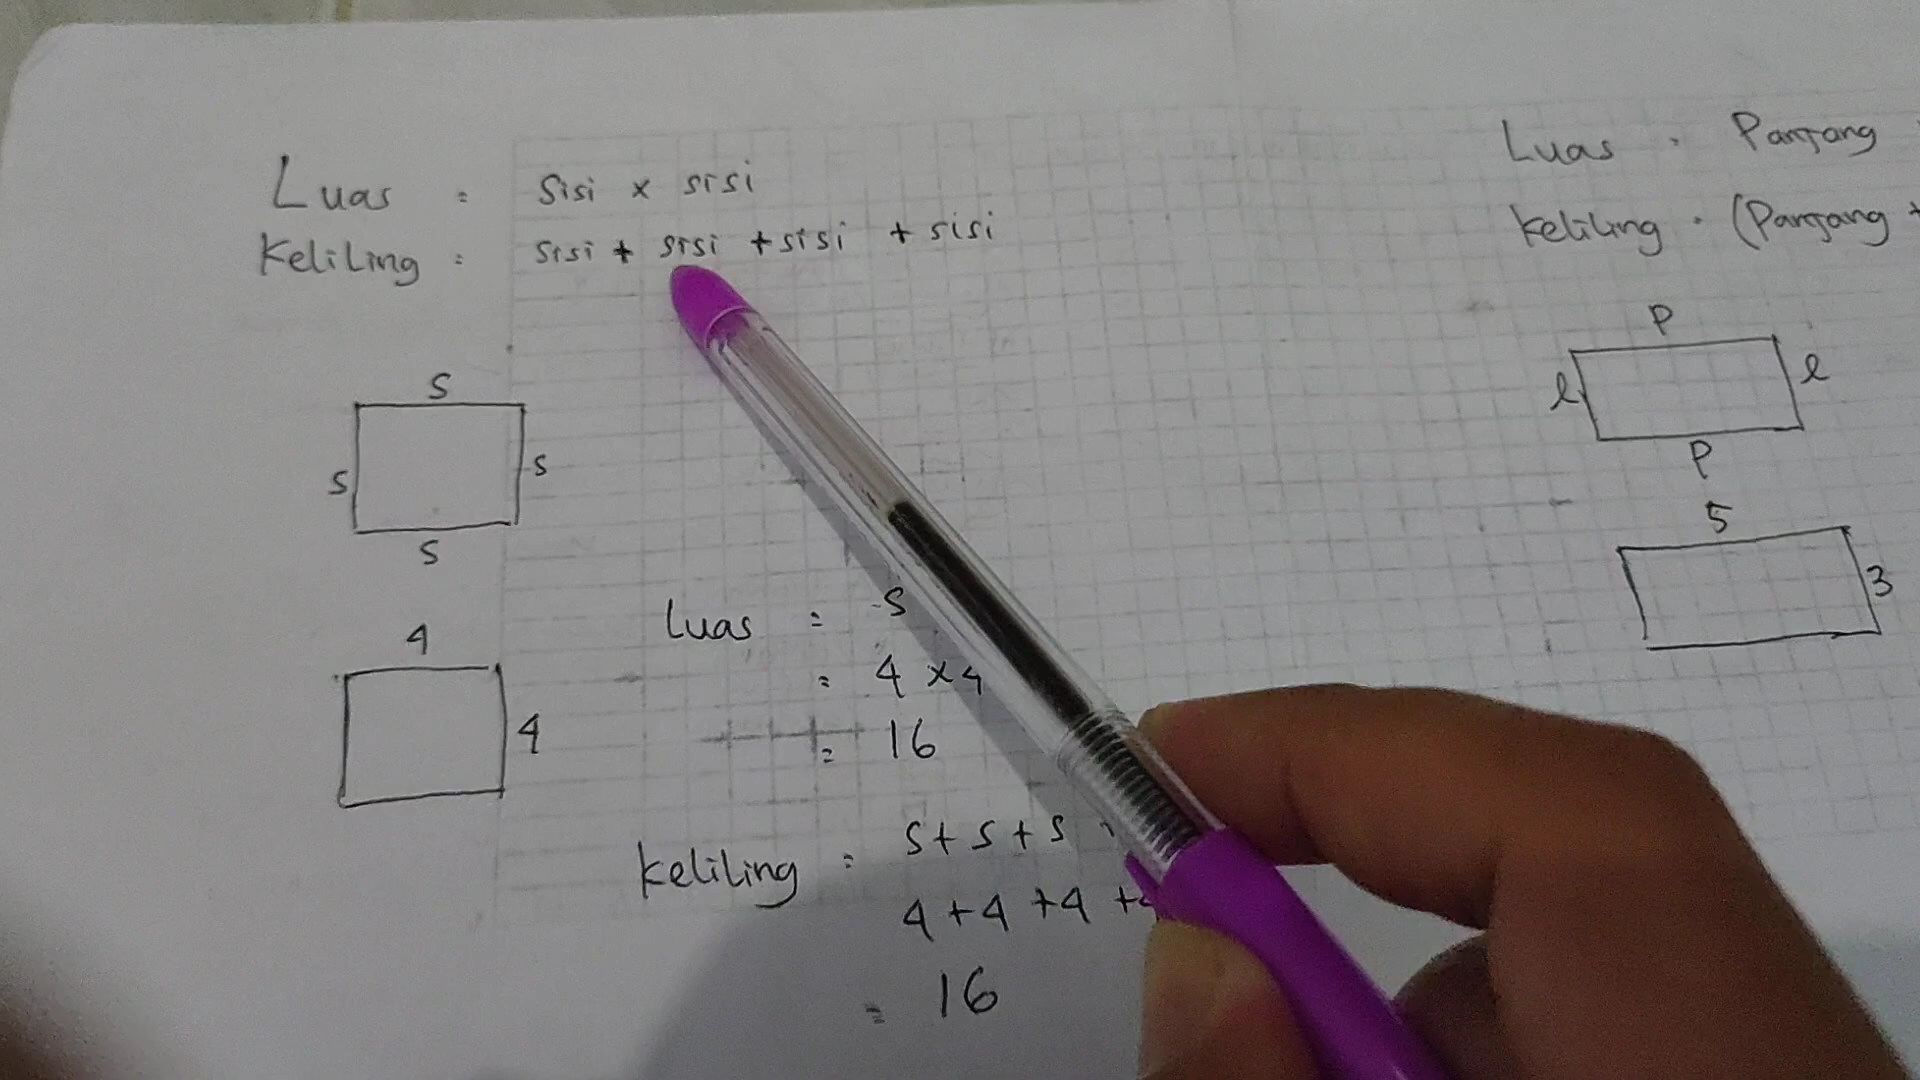 Luas = sisi x sisi
Keliling = sisi + sisi + sisi + sisi
s
s s
s
4
4
Luas = s
= 4 x 4
= 16
Keliling = s + s + s
4 + 4 + 4 +
= 16
Luas = Panjang
Keliling = (Panjang +
P
l l
P
5
3